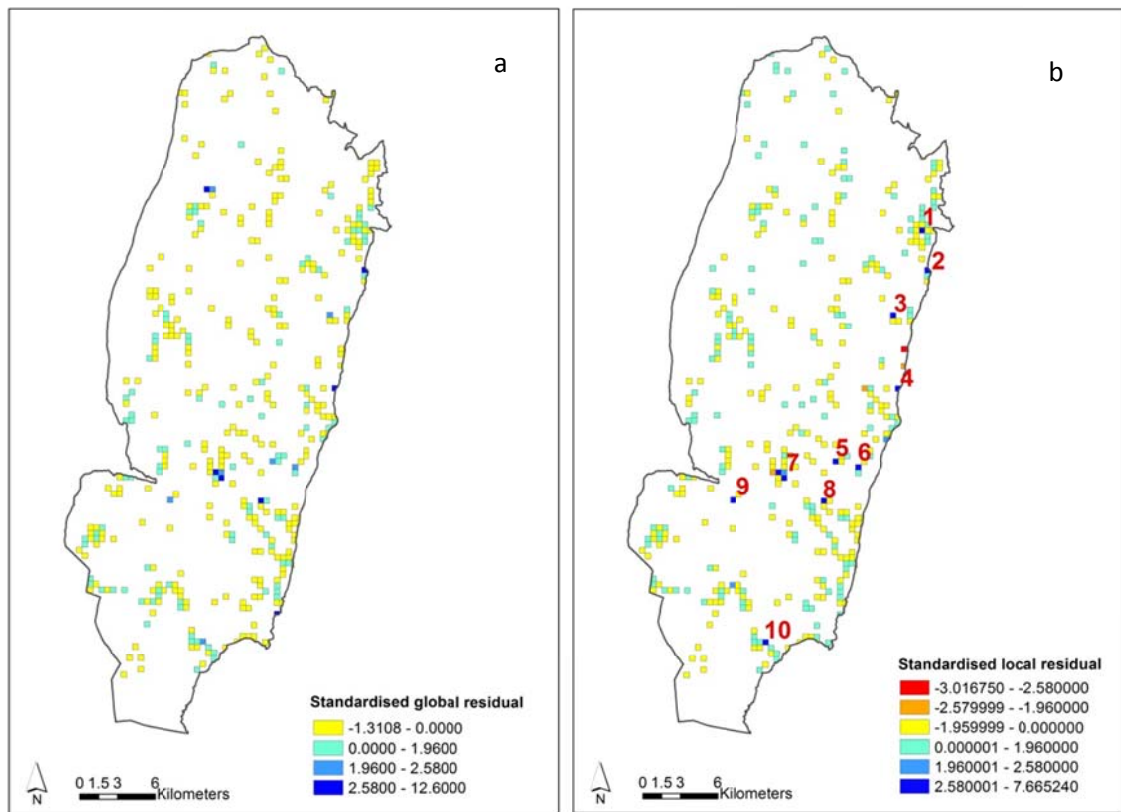 a
Standardised global residual
-1.3108 - 0.0000
0.0000 - 1.9600
1.9600 - 2.5800
2.5800 - 12.6000
N
0 1.5 3 6
Kilometers
b
1
2
3
4
5
6
7
8
9
10
Standardised local residual
-3.016750 - -2.580000
-2.579999 - -1.960000
-1.959999 - 0.000000
0.000001 - 1.960000
1.960001 - 2.580000
2.580001 - 7.665240
N
0 1.5 3 6
Kilometers